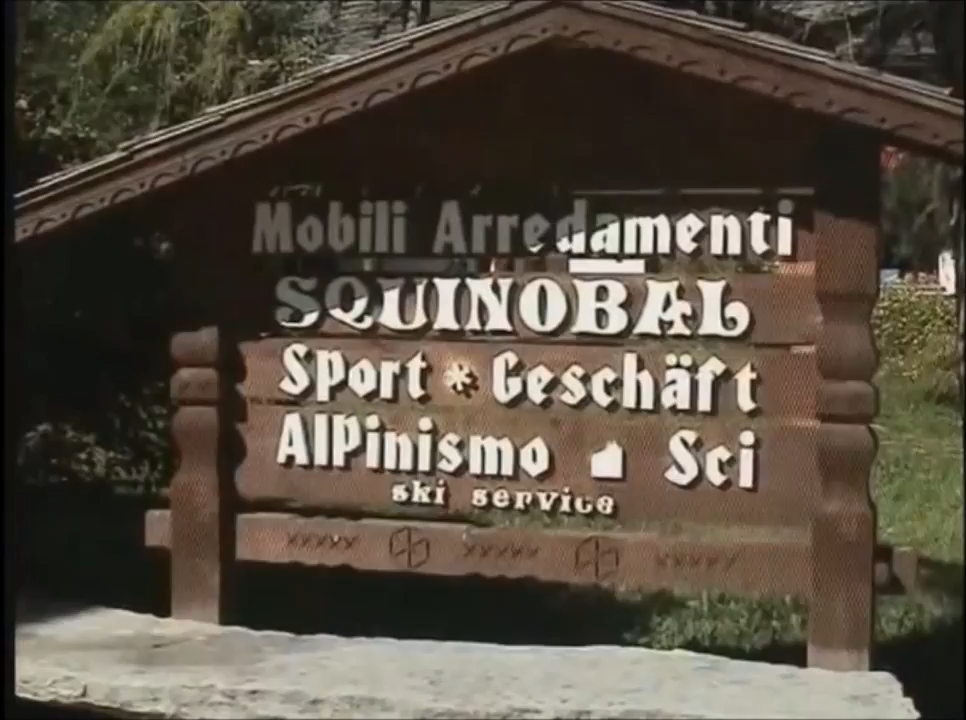 Mobili Arredamenti
SQUINOBAL
Sport * Geschäft
Alpinismo Sci
ski service